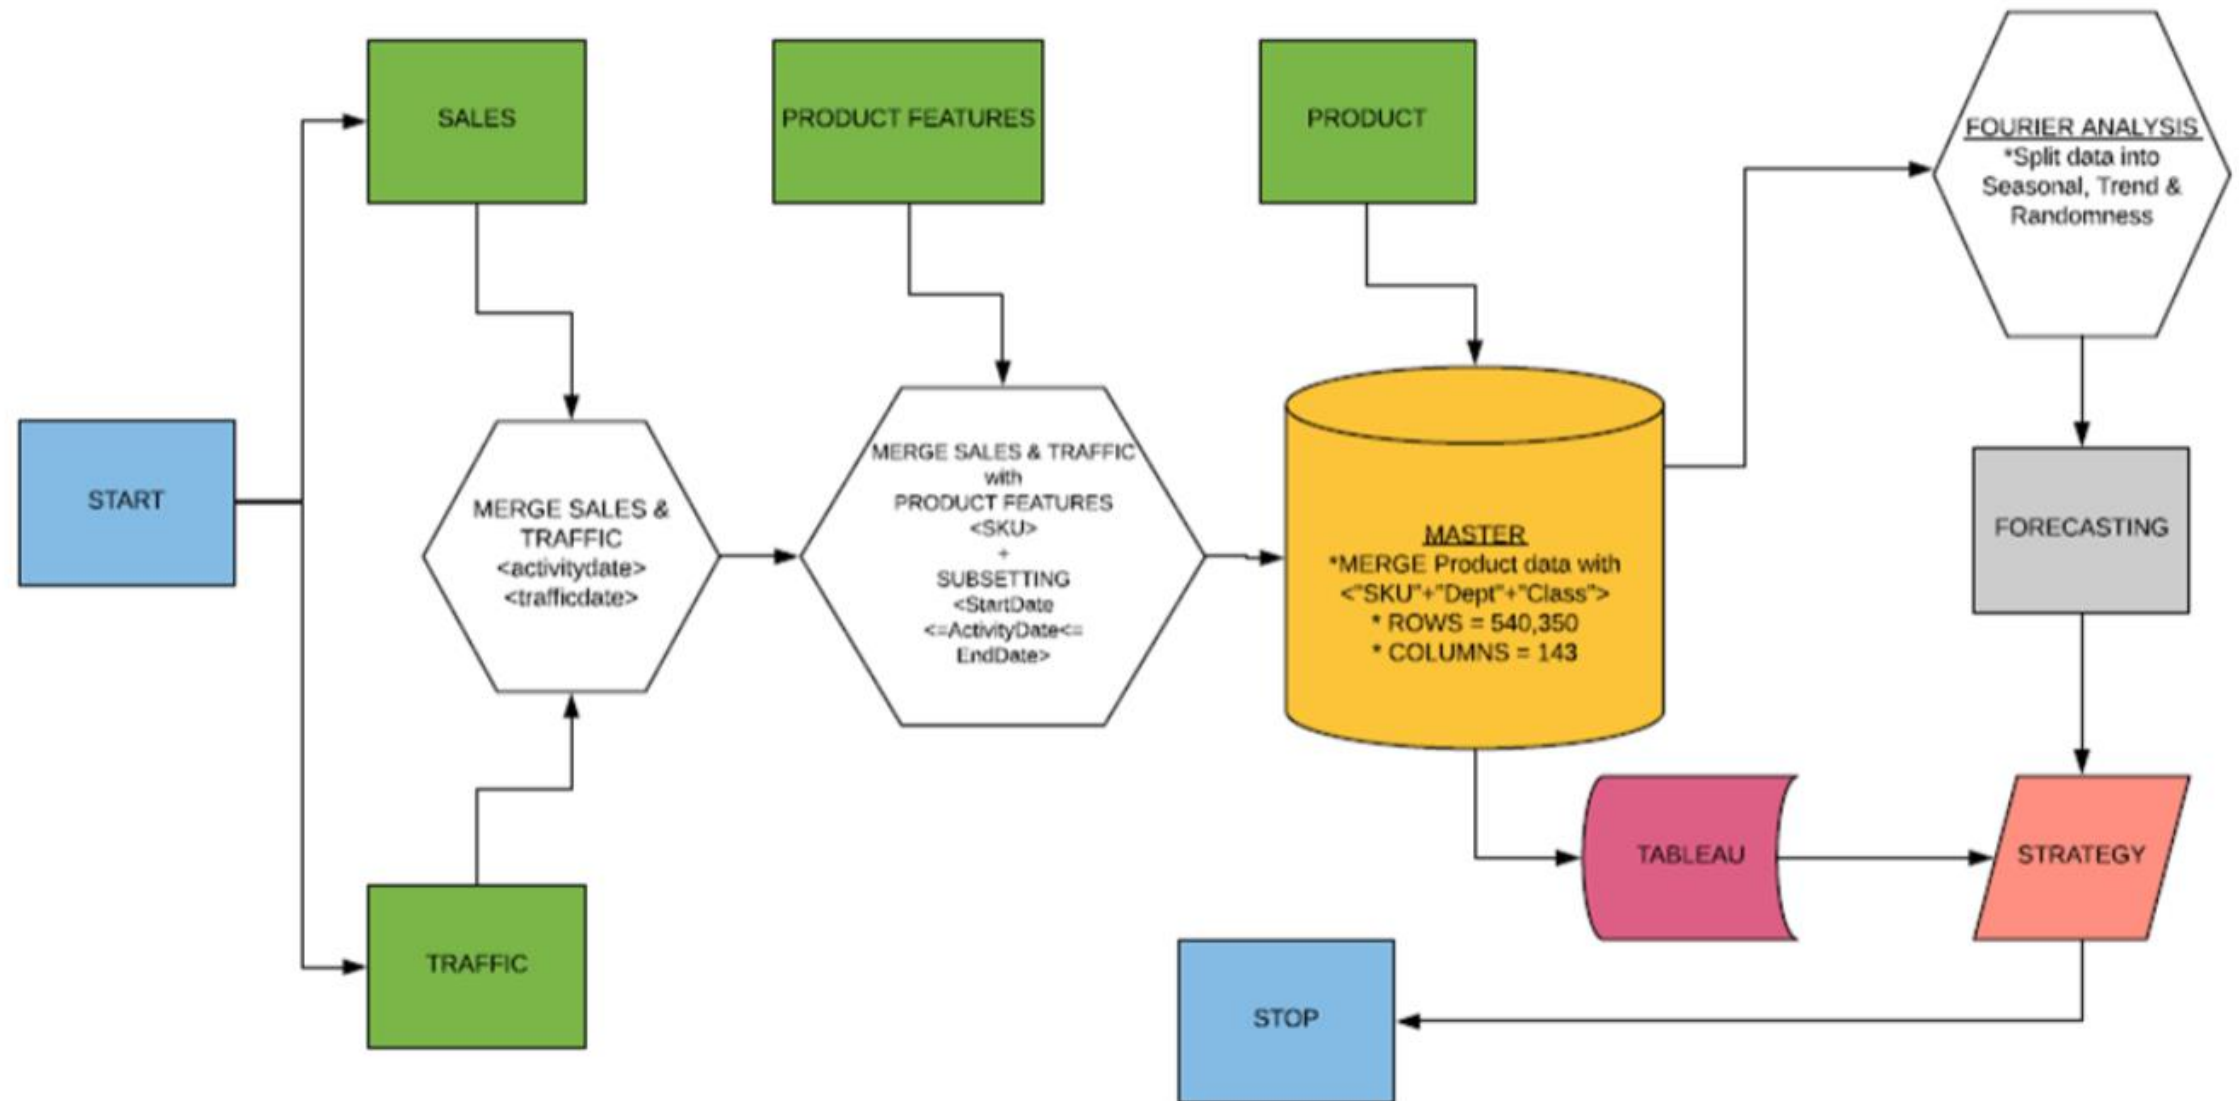 SALES
PRODUCT FEATURES
PRODUCT
FOURIER ANALYSIS
*Split data into
Seasonal, Trend &
Randomness
START
MERGE SALES &
TRAFFIC
<activitydate>
<trafficdate>
MERGE SALES & TRAFFIC
with
PRODUCT FEATURES
<SKU>
+
SUBSETTING
<StartDate
<=ActivityDate<=
EndDate>
MASTER
*MERGE Product data with
<"SKU"+"Dept"+"Class">
* ROWS = 540,350
* COLUMNS = 143
FORECASTING
TABLEAU
STRATEGY
TRAFFIC
STOP